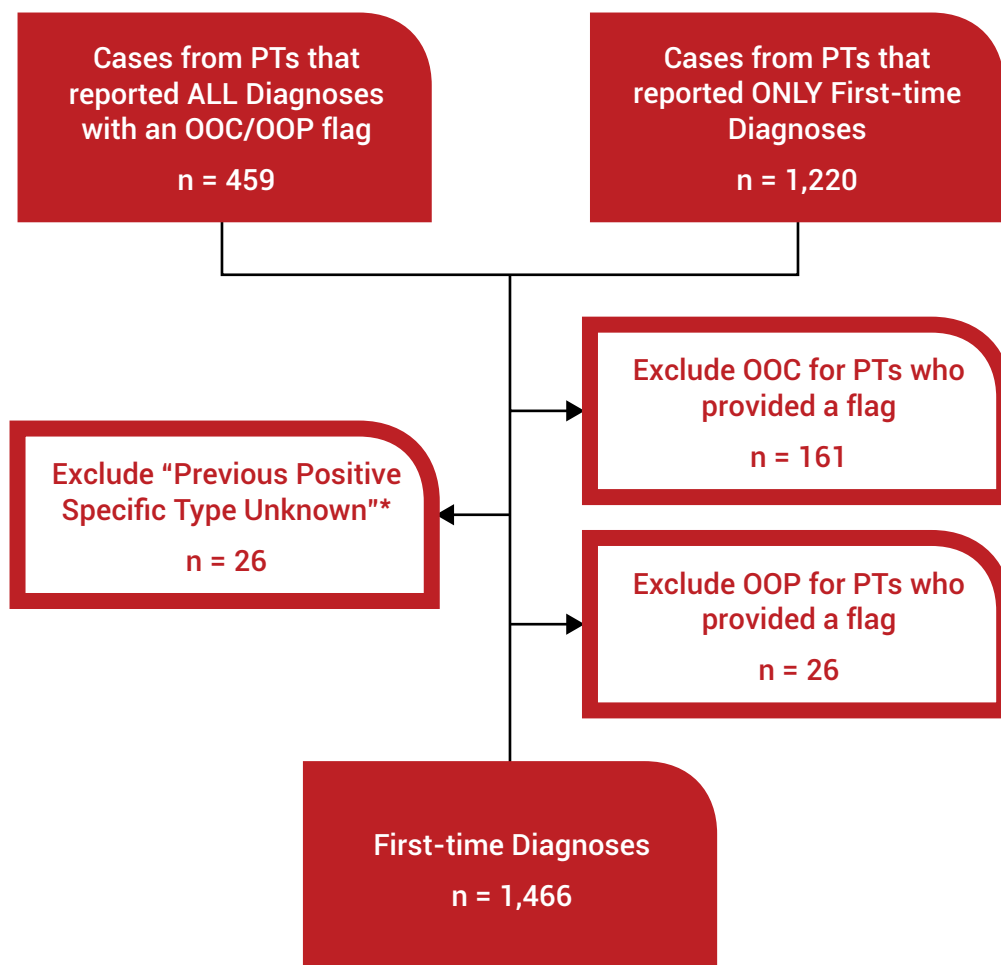 Cases from PTs that
reported ALL Diagnoses
with an OOC/OOP flag
n = 459
Cases from PTs that
reported ONLY First-time
Diagnoses
n = 1,220
Exclude OOC for PTs who
provided a flag
n = 161
Exclude “Previous Positive
Specific Type Unknown”*
n = 26
Exclude OOP for PTs who
provided a flag
n = 26
First-time Diagnoses
n = 1,466